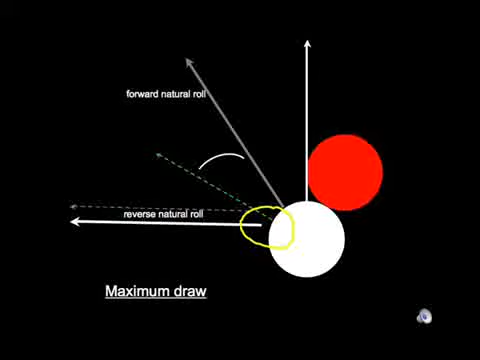 forward natural roll
reverse natural roll
Maximum draw